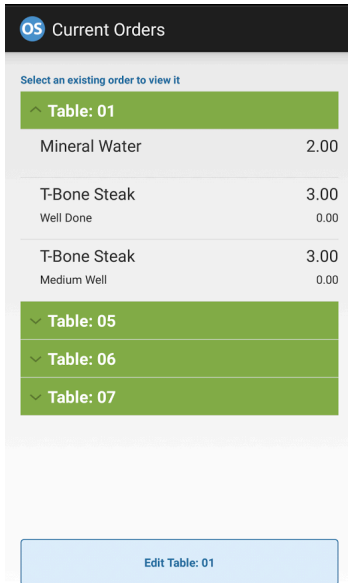 OS Current Orders
Select an existing order to view it
Table: 01
Mineral Water 2.00
T-Bone Steak 3.00
Well Done 0.00
T-Bone Steak 3.00
Medium Well 0.00
Table: 05
Table: 06
Table: 07
Edit Table: 01